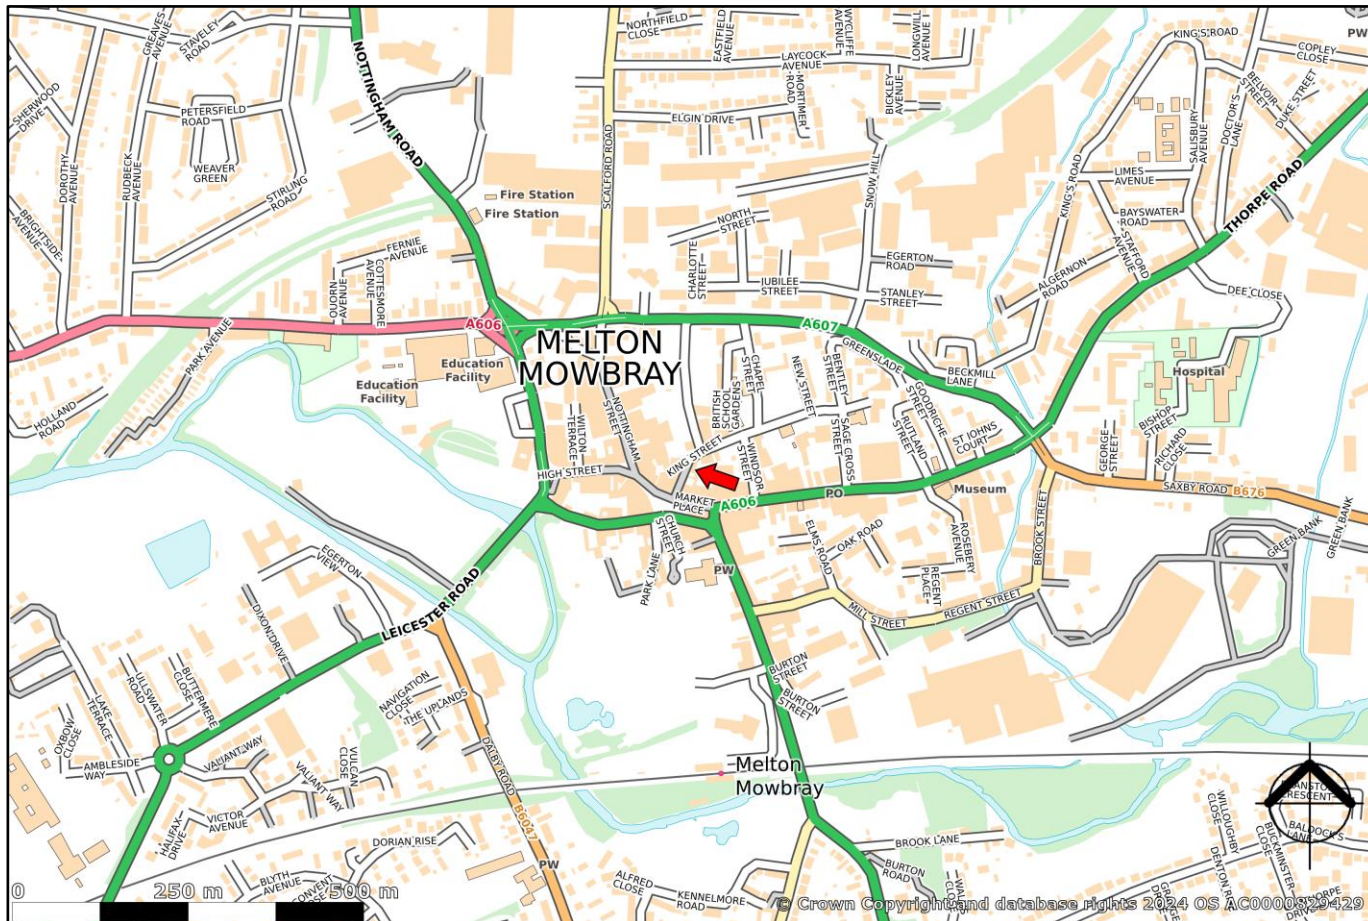 NORTHFIELD
CLOSE
EASTFIELD
AVENUE
WYCLIFFE
AVENUE
LONGWILL
AVENUE
KING'S ROAD
PW
COPLEY
CLOSE
GREAVES
AVENUE
STAVELEY
ROAD
NOTTINGHAM ROAD
LAYCOCK
AVENUE
MORTIMER
ROAD
BICKLEY
AVENUE
BELVOIR
STREET
DUKE STREET
DOCTOR'S
LANE
SALISBURY
AVENUE
SHERWOOD
DRIVE
PETERSFIELD
ROAD
ELGIN DRIVE
WEAVER
GREEN
DOROTHY
AVENUE
RUDBECK
AVENUE
STIRLING
ROAD
SCALFORD ROAD
SNOW HILL
KING'S ROAD
LIMES
AVENUE
THORPE ROAD
Fire Station
Fire Station
BRIGHTSIDE
AVENUE
NORTH
STREET
BAYSWATER
ROAD
STAFFORD
AVENUE
FERNIE
AVENUE
CHARLOTTE
STREET
EGERTON
ROAD
ALGERNON
ROAD
QUORN
AVENUE
COTTESMORE
AVENUE
JUBILEE
STREET
STANLEY
STREET
DEE CLOSE
A606
A607
PARK AVENUE
MELTON
MOWBRAY
GREENSLADE
BECKMILL
LANE
Education
Facility
Education
Facility
Hospital
CHAPEL
STREET
BRITISH
SCHOOL
GARDENS
NEW STREET
BENTLEY
STREET
GOODRICHE
STREET
RUTLAND
STREET
SAGE CROSS
STREET
HOLLAND
ROAD
WILTON
TERRACE
NOTTINGHAM
STREET
ST JOHNS
COURT
BISHOP
STREET
RICHARD
CLOSE
GEORGE
STREET
HIGH STREET
KING STREET
WINDSOR
STREET
MARKET
PLACE
A606
PO
Museum
SAXBY ROAD
B676
GREEN BANK
GREEN BANK
CHURCH
STREET
PARK LANE
PW
ELMS ROAD
OAK ROAD
ROSEBERY
AVENUE
REGENT
PLACE
BROOK STREET
EGERTON
VIEW
DIXON DRIVE
LEICESTER ROAD
MILL STREET
REGENT STREET
BURTON
STREET
BURTON
STREET
NAVIGATION
CLOSE
THE UPLANDS
ULLSWATER
ROAD
BUTTERMERE
CLOSE
LAKE
TERRACE
OXBOW
CLOSE
AMBLESIDE
WAY
VALIANT WAY
VALIANT WAY
VULCAN
CLOSE
DALBY ROAD
B6047
Melton
Mowbray
VICTOR
AVENUE
HALIFAX
DRIVE
DORIAN RISE
BROOK LANE
BURTON
ROAD
CRESCENT
WILLOUGHBY
CLOSE
BALDOCK'S
LANE
BUCKMINSTER
PW
BLYTH
AVENUE
ALFRED
CLOSE
KENNELMORE
ROAD
0
250 m
500 m
© Crown Copyright and database rights 2024 OS AC0000829429